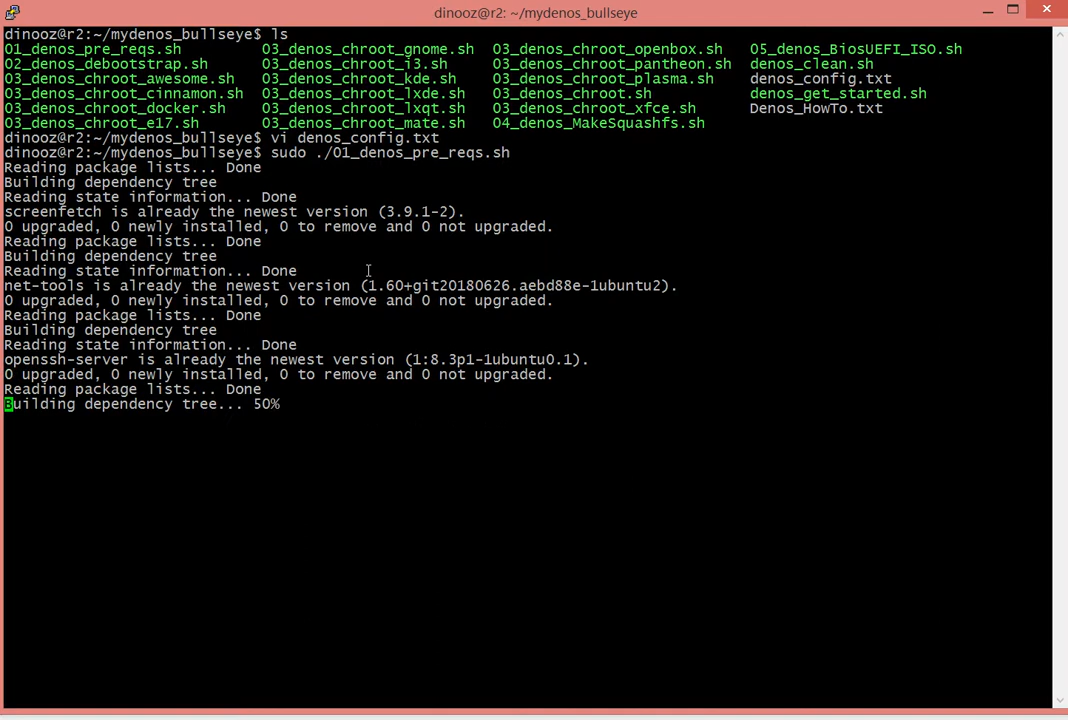 dinooz@r2: ~/mydenos_bullseye
dinooz@r2:~/mydenos_bullseye$ ls
01_denos_pre_reqs.sh 03_denos_chroot_gnome.sh 03_denos_chroot_openbox.sh 05_denos_BiosUEFI_ISO.sh
02_denos_debootstrap.sh 03_denos_chroot_i3.sh 03_denos_chroot_pantheon.sh denos_clean.sh
03_denos_chroot_awesome.sh 03_denos_chroot_kde.sh 03_denos_chroot_plasma.sh denos_config.txt
03_denos_chroot_cinnamon.sh 03_denos_chroot_lxde.sh 03_denos_chroot.sh denos_get_started.sh
03_denos_chroot_docker.sh 03_denos_chroot_lxqt.sh 03_denos_chroot_xfce.sh Denos_HowTo.txt
03_denos_chroot_e17.sh 03_denos_chroot_mate.sh 04_denos_MakeSquashfs.sh
dinooz@r2:~/mydenos_bullseye$ vi denos_config.txt
dinooz@r2:~/mydenos_bullseye$ sudo ./01_denos_pre_reqs.sh
Reading package lists... Done
Building dependency tree
Reading state information... Done
screenfetch is already the newest version (3.9.1-2).
0 upgraded, 0 newly installed, 0 to remove and 0 not upgraded.
Reading package lists... Done
Building dependency tree
Reading state information... Done
net-tools is already the newest version (1.60+git20180626.aebd88e-1ubuntu2).
0 upgraded, 0 newly installed, 0 to remove and 0 not upgraded.
Reading package lists... Done
Building dependency tree
Reading state information... Done
openssh-server is already the newest version (1:8.3p1-1ubuntu0.1).
0 upgraded, 0 newly installed, 0 to remove and 0 not upgraded.
Reading package lists... Done
Building dependency tree... 50%